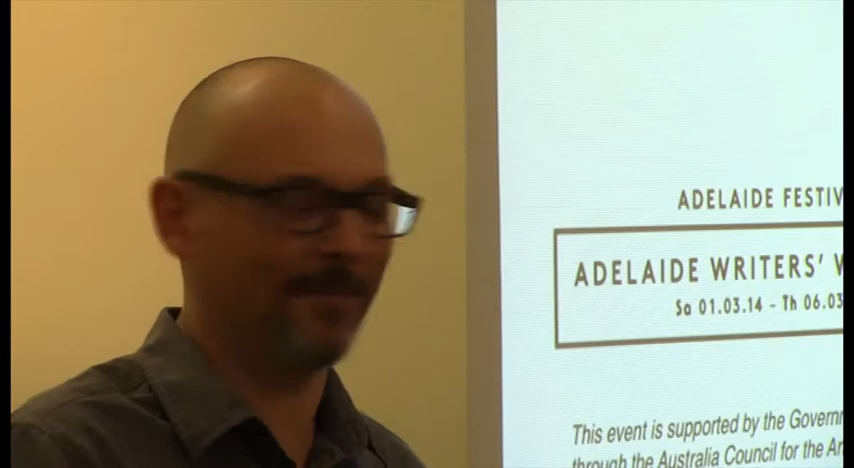 ADELAIDE FESTIV
ADELAIDE WRITERS' W
Sa 01.03.14 - Th 06.03
This event is supported by the Governm
through the Australia Council for the Ar